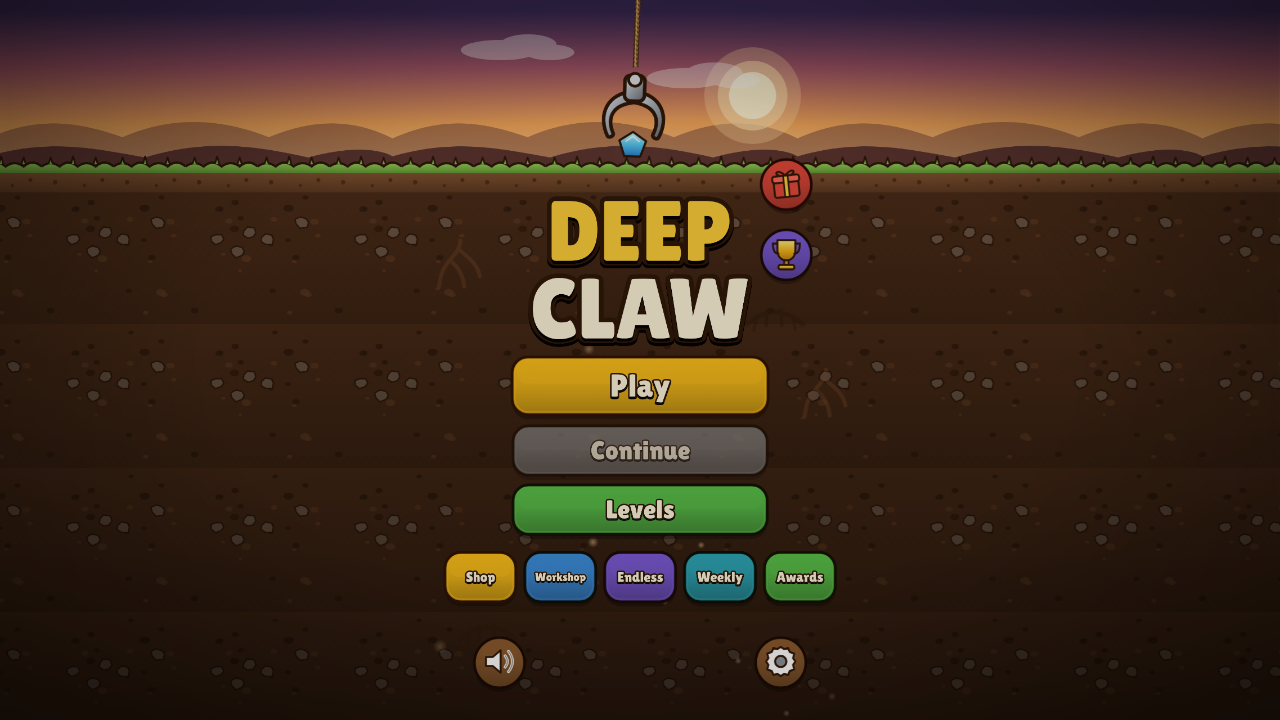 DEEP
CLAW
Play
Continue
Levels
Shop Workshop Endless Weekly Awards